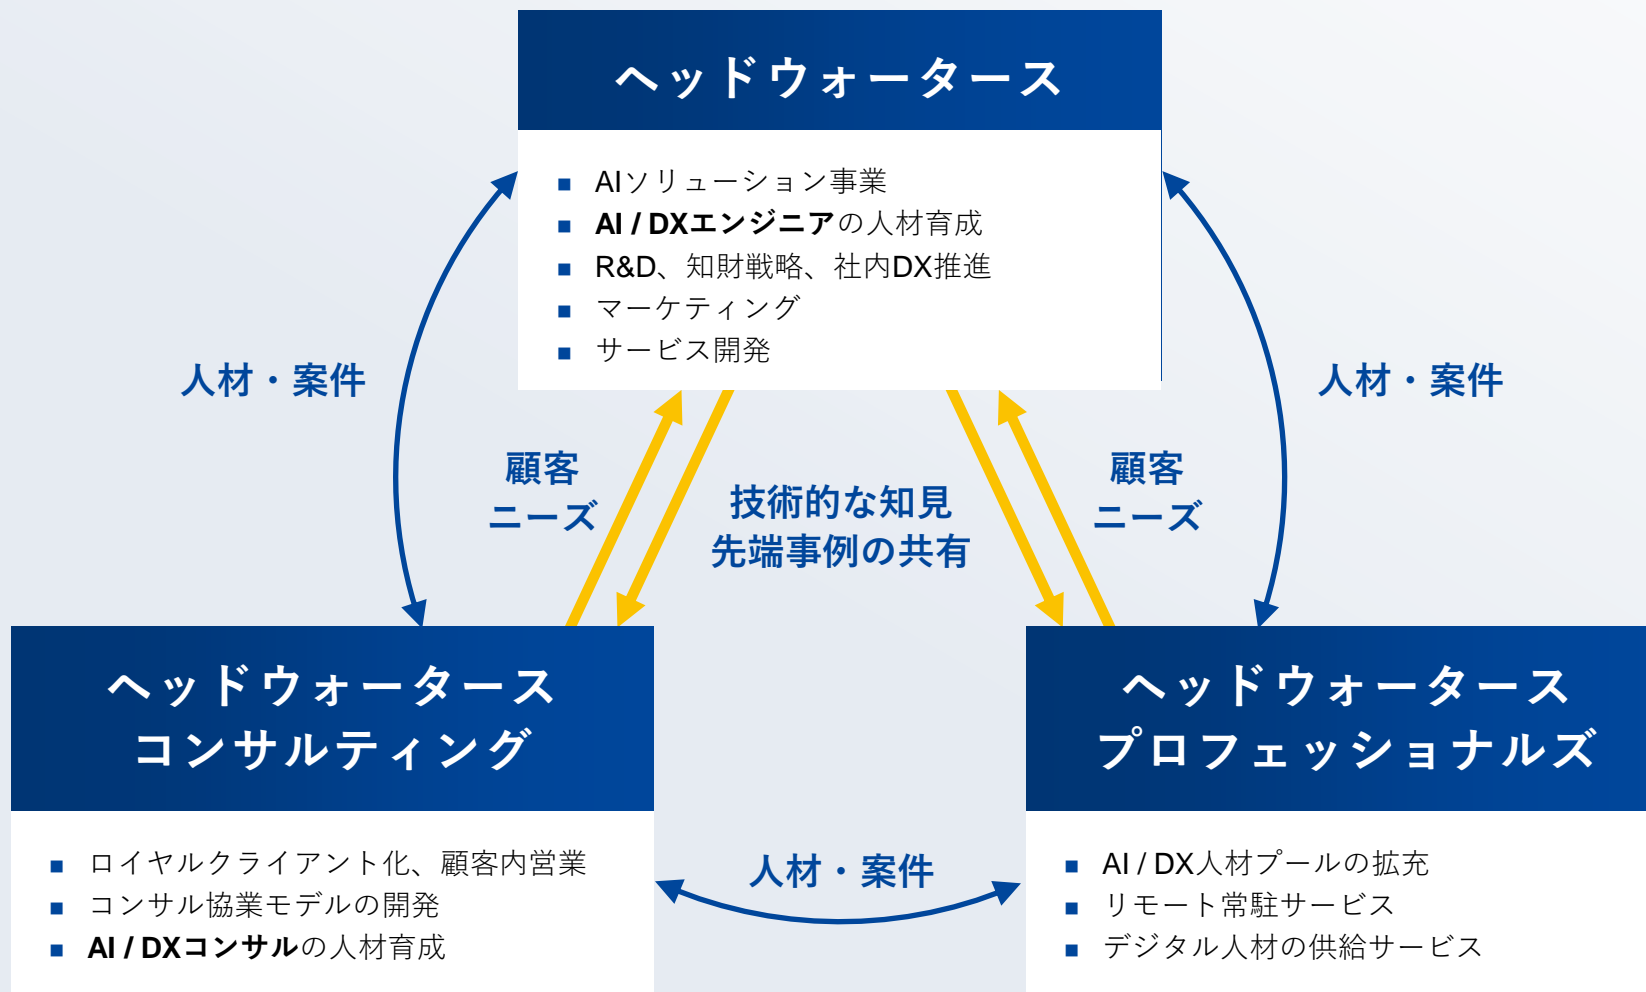 ヘッドウォータース
AIソリューション事業
AI / DXエンジニアの人材育成
R&D、知財戦略、社内DX推進
マーケティング
サービス開発
人材・案件
人材・案件
顧客
ニーズ
技術的な知見
先端事例の共有
顧客
ニーズ
ヘッドウォータース
コンサルティング
ロイヤルクライアント化、顧客内営業
コンサル協業モデルの開発
AI / DXコンサルの人材育成
人材・案件
ヘッドウォータース
プロフェッショナルズ
AI / DX人材プールの拡充
リモート常駐サービス
デジタル人材の供給サービス